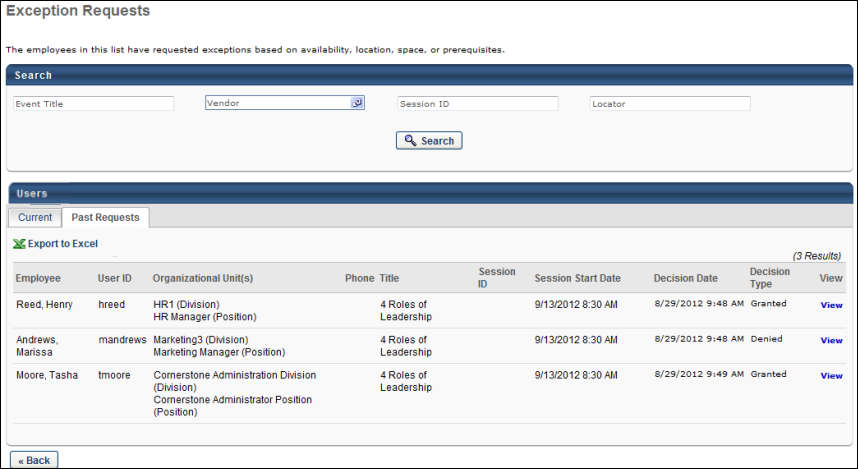 Exception Requests
The employees in this list have requested exceptions based on availability, location, space, or prerequisites.
Search
Event Title Vendor Session ID Locator
Search
Users
Current Past Requests
Export to Excel
(3 Results)
Employee User ID Organizational Unit(s) Phone Title Session ID Session Start Date Decision Date Decision Type View
Reed, Henry hreed HR1 (Division) 4 Roles of 9/13/2012 8:30 AM 8/29/2012 9:48 AM Granted View
HR Manager (Position) Leadership
Andrews, mandrews Marketing3 (Division) 4 Roles of 9/13/2012 8:30 AM 8/29/2012 9:48 AM Denied View
Marissa Marketing Manager (Position) Leadership
Moore, Tasha tmoore Cornerstone Administration Division 4 Roles of 9/13/2012 8:30 AM 8/29/2012 9:49 AM Granted View
(Division) Leadership
Cornerstone Administrator Position
(Position)
« Back